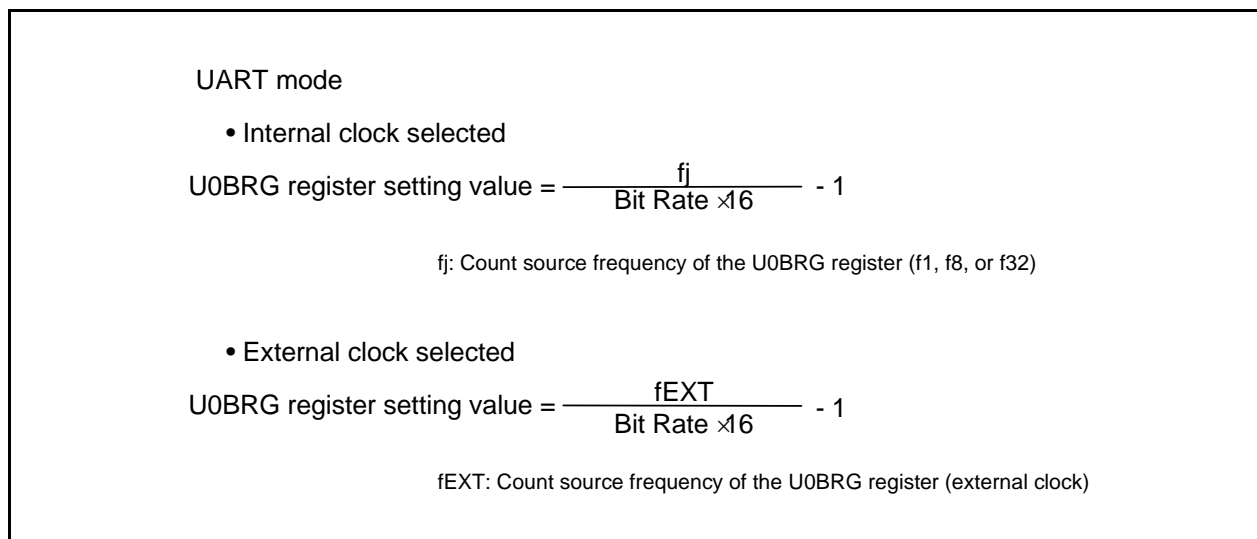 UART mode
• Internal clock selected
U0BRG register setting value = fj / Bit Rate ×16 - 1
fj: Count source frequency of the U0BRG register (f1, f8, or f32)
• External clock selected
U0BRG register setting value = fEXT / Bit Rate ×16 - 1
fEXT: Count source frequency of the U0BRG register (external clock)